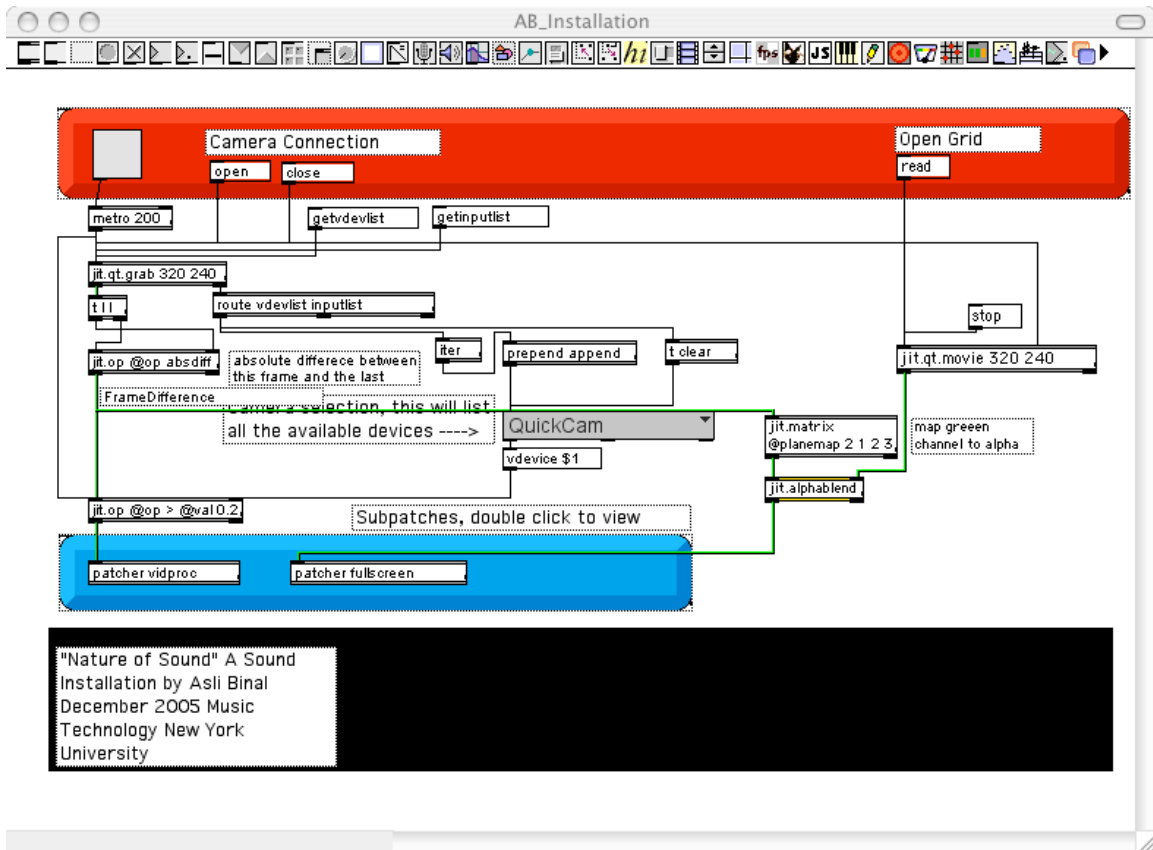 AB_Installation
hi
fps
JS
Camera Connection
Open Grid
open
close
read
metro 200
getvdevlist
getinputlist
jit.qt.grab 320 240
t l l
route vdevlist inputlist
stop
iter
prepend append
t clear
jit.op @op absdiff
absolute differece between
this frame and the last
jit.qt.movie 320 240
FrameDifference
Camera selection, this will list
all the available devices ---->
QuickCam
jit.matrix
@planemap 2 1 2 3
map greeen
channel to alpha
vdevice $1
jit.alphablend
jit.op @op > @val 0.2
Subpatches, double click to view
patcher vidproc
patcher fullscreen
"Nature of Sound" A Sound
Installation by Asli Binal
December 2005 Music
Technology New York
University